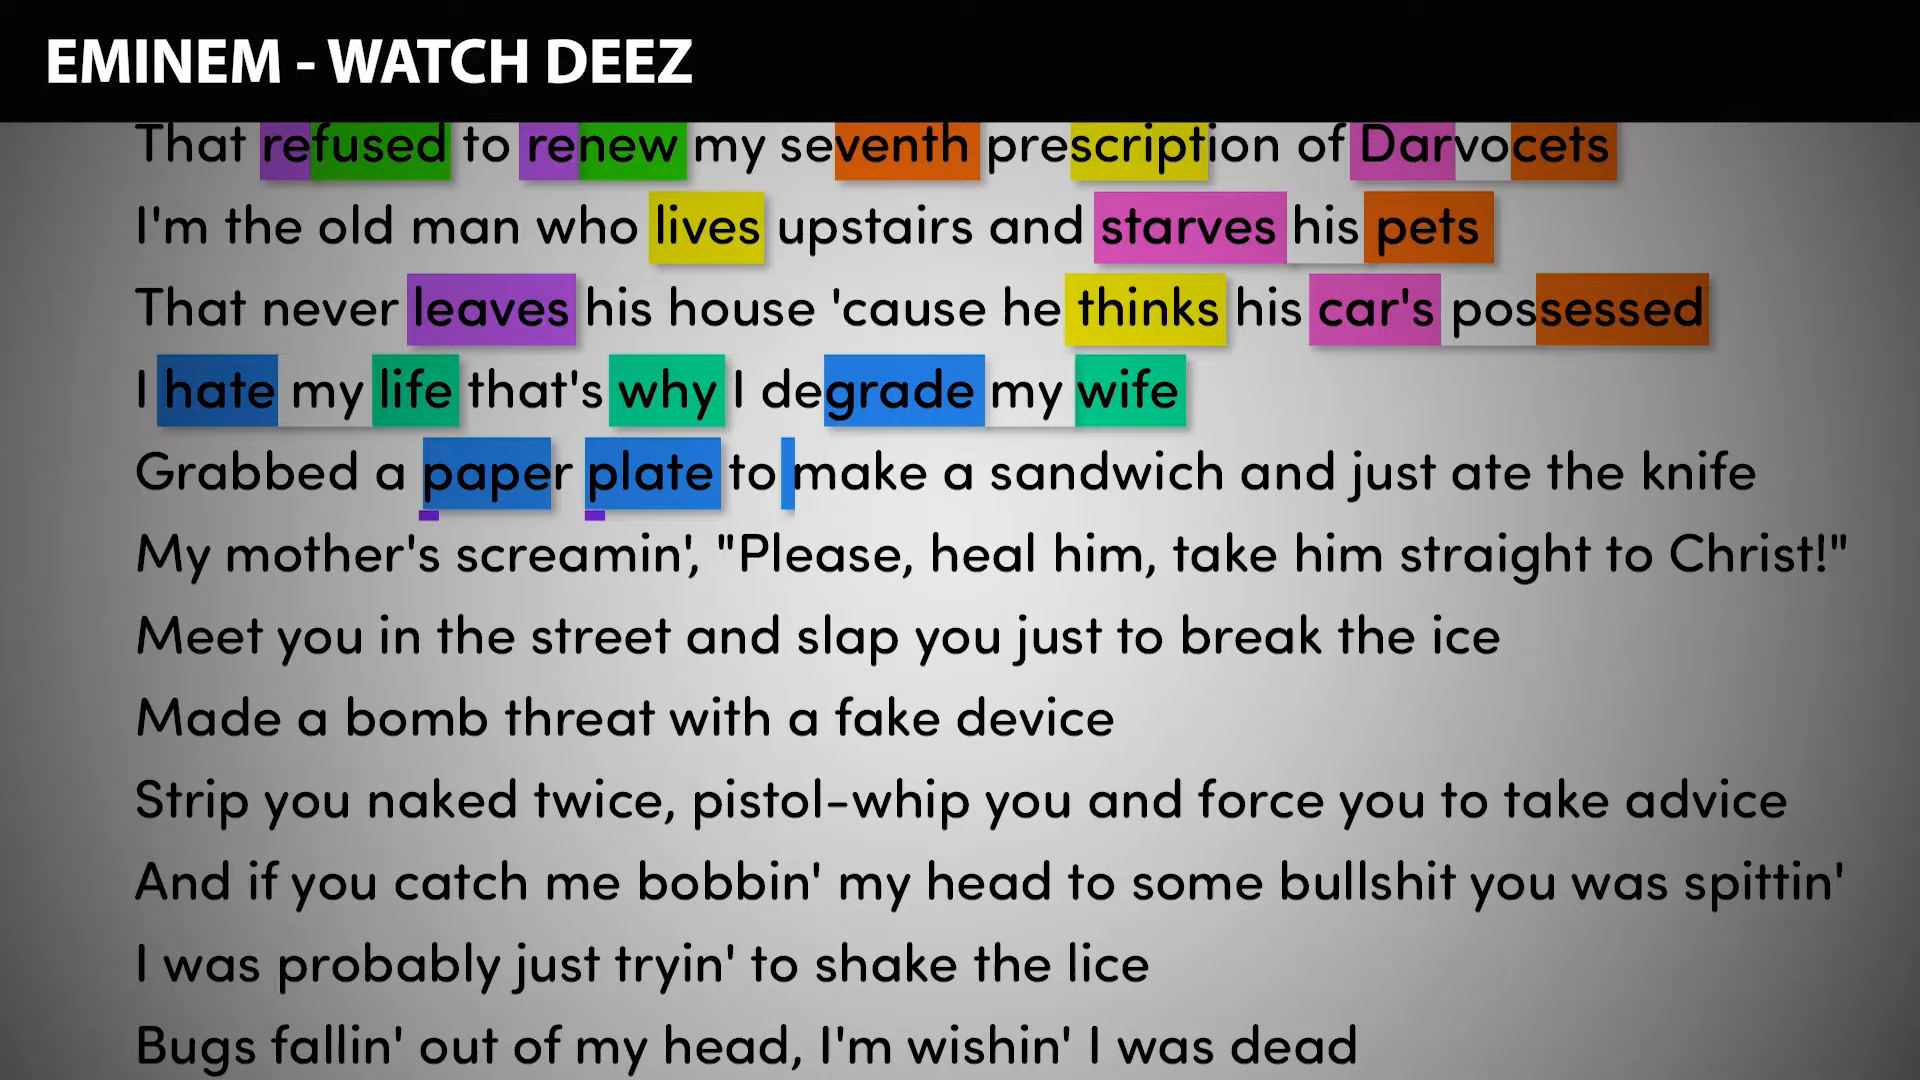 EMINEM - WATCH DEEZ
That refused to renew my seventh prescription of Darvocets
I'm the old man who lives upstairs and starves his pets
That never leaves his house 'cause he thinks his car's possessed
I hate my life that's why I degrade my wife
Grabbed a paper plate to make a sandwich and just ate the knife
My mother's screamin', "Please, heal him, take him straight to Christ!"
Meet you in the street and slap you just to break the ice
Made a bomb threat with a fake device
Strip you naked twice, pistol-whip you and force you to take advice
And if you catch me bobbin' my head to some bullshit you was spittin'
I was probably just tryin' to shake the lice
Bugs fallin' out of my head, I'm wishin' I was dead